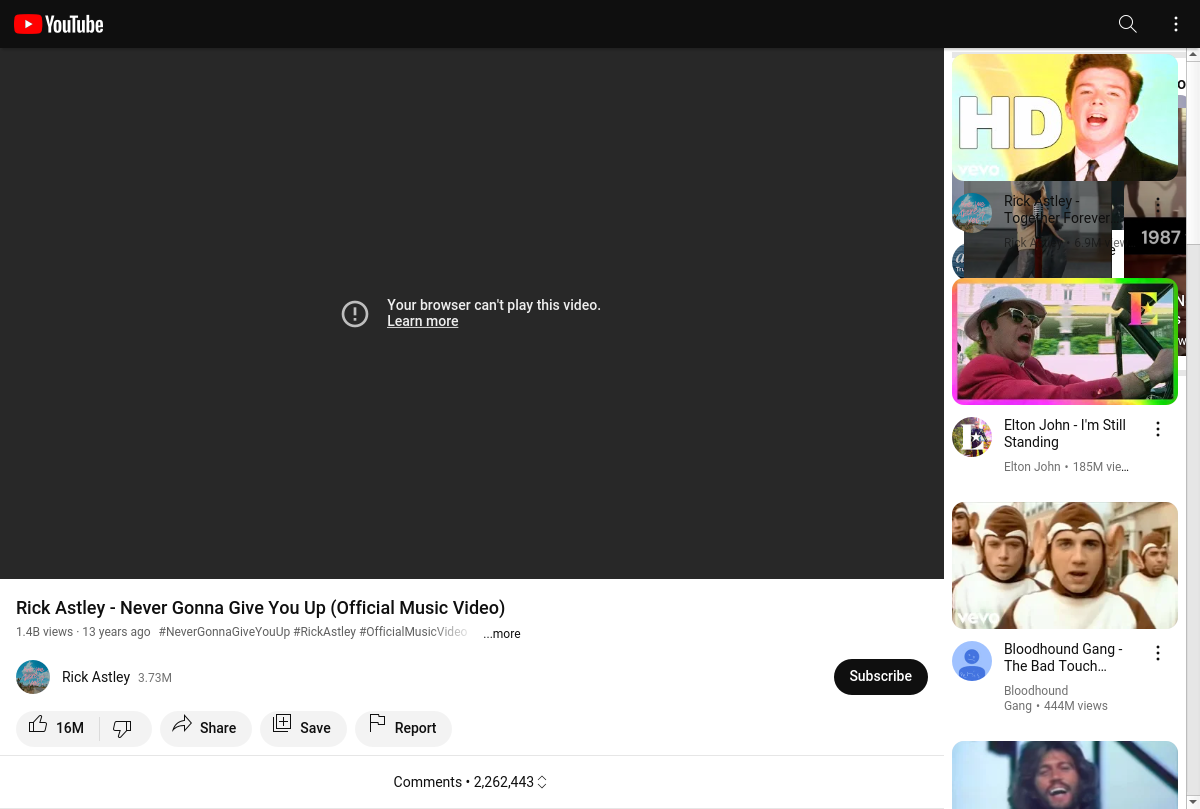 YouTube
Your browser can't play this video.
Learn more
Rick Astley - Never Gonna Give You Up (Official Music Video)
1.4B views · 13 years ago #NeverGonnaGiveYouUp #RickAstley #OfficialMusicVideo ...more
Rick Astley 3.73M
Subscribe
16M
Share
Save
Report
Comments • 2,262,443
HD
vevo
Rick Astley -
Together Forever
Rick Astley • 6.9M
1987
E
Elton John - I'm Still
Standing
Elton John • 185M vie...
vevo
Bloodhound Gang -
The Bad Touch...
Bloodhound
Gang • 444M views